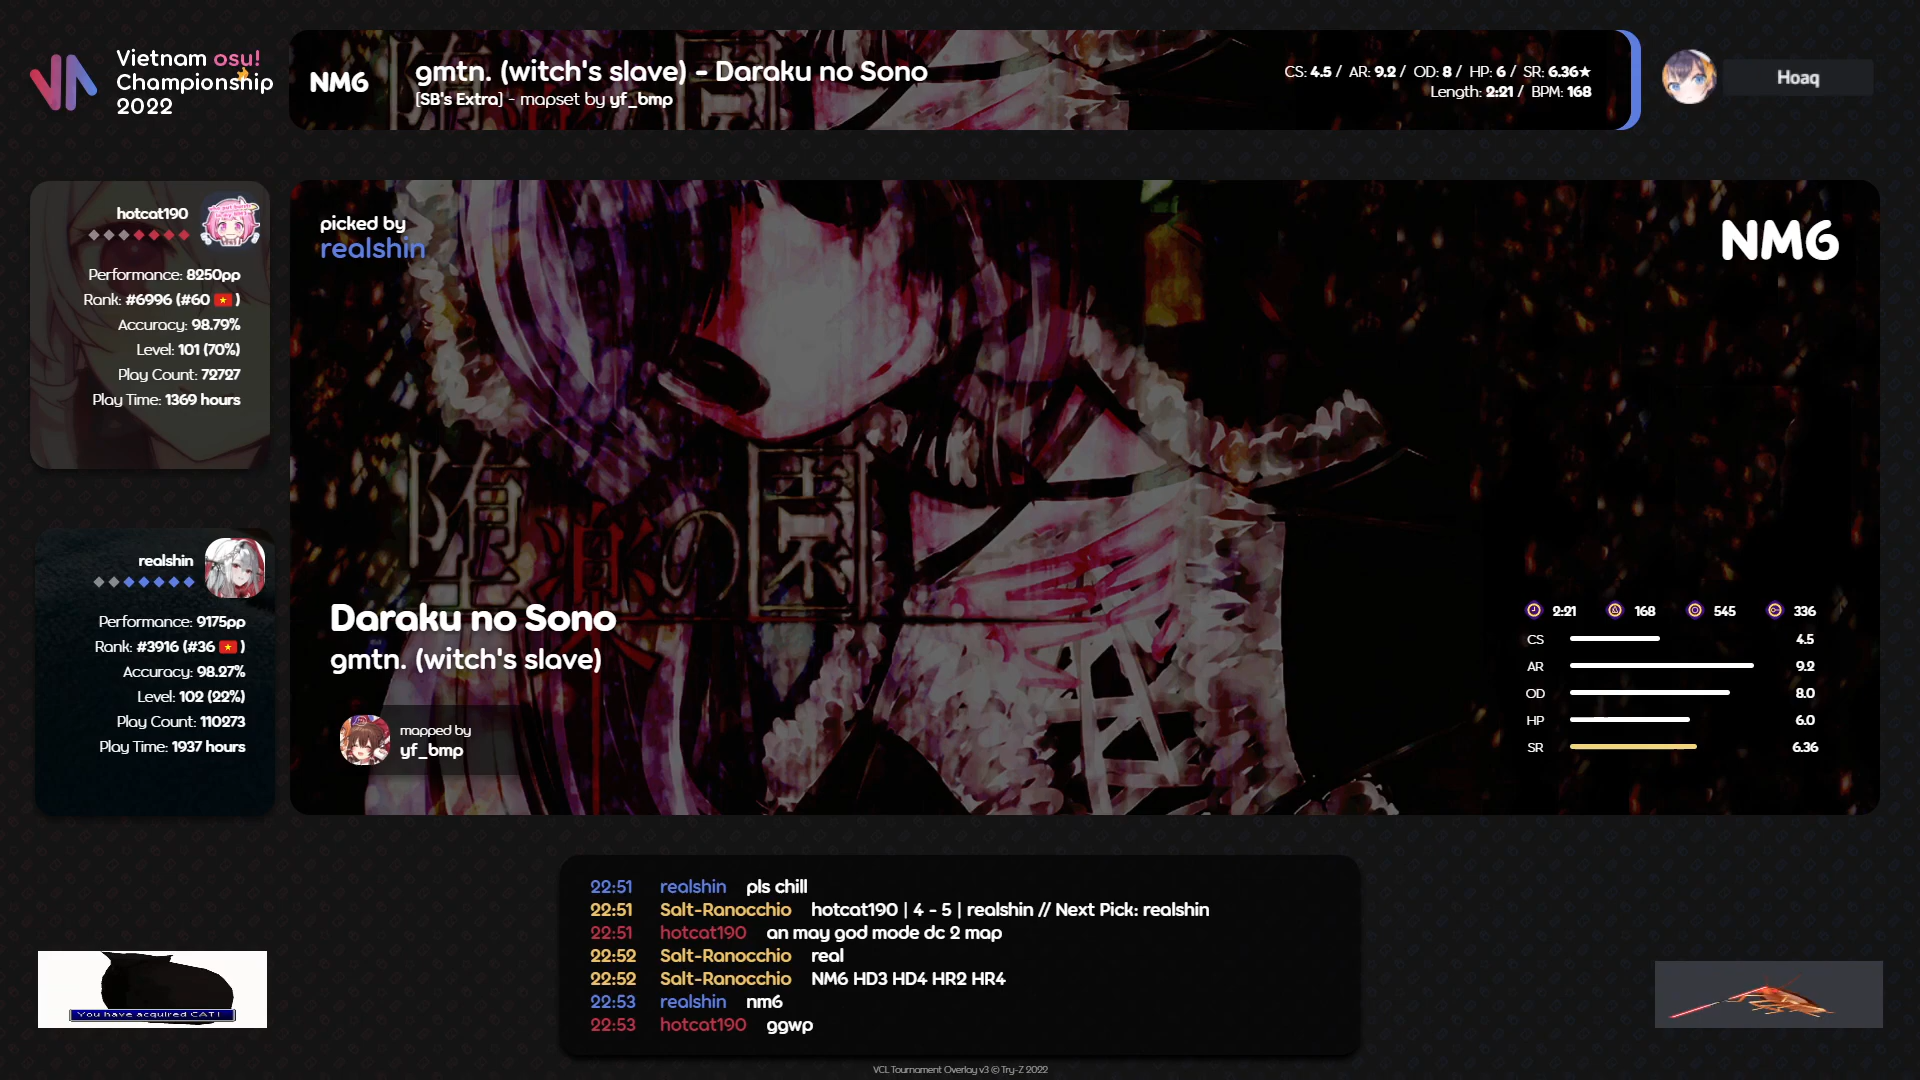 Vietnam osu!
Championship
2022
NM6
gmtn. (witch's slave) - Daraku no Sono
[SB's Extra] - mapset by yf_bmp
CS: 4.5 / AR: 9.2 / OD: 8 / HP: 6 / SR: 6.36★
Length: 2:21 / BPM: 168
Hoaq
hotcat190
Performance: 8250pp
Rank: #6996 (#60 )
Accuracy: 98.79%
Level: 101 (70%)
Play Count: 72727
Play Time: 1369 hours
realshin
Performance: 9175pp
Rank: #3916 (#36 )
Accuracy: 98.27%
Level: 102 (22%)
Play Count: 110273
Play Time: 1937 hours
picked by
realshin
NM6
堕楽の園
Daraku no Sono
gmtn. (witch's slave)
mapped by
yf_bmp
2:21 168 545 336
CS 4.5
AR 9.2
OD 8.0
HP 6.0
SR 6.36
22:51 realshin pls chill
22:51 Salt-Ranocchio hotcat190 | 4 - 5 | realshin // Next Pick: realshin
22:51 hotcat190 an may god mode dc 2 map
22:52 Salt-Ranocchio real
22:52 Salt-Ranocchio NM6 HD3 HD4 HR2 HR4
22:53 realshin nm6
22:53 hotcat190 ggwp
You have acquired CAT!
VCL Tournament Overlay v3 © Try-Z 2022